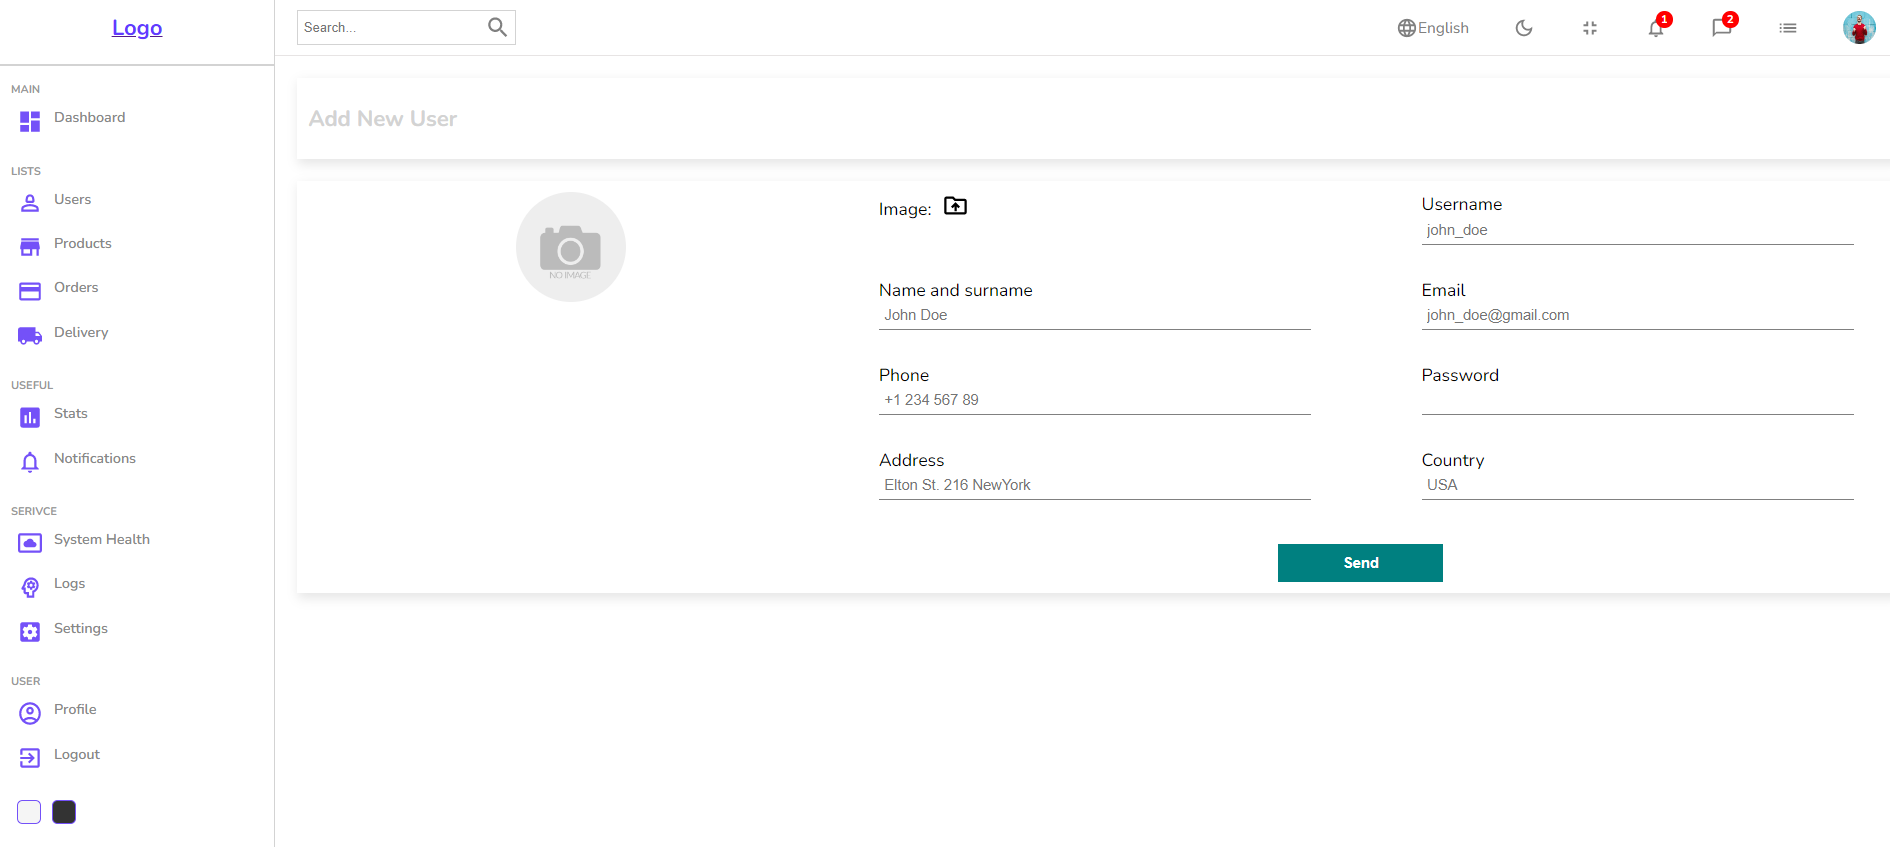 Logo
Search...
English
1
2
MAIN
Dashboard
LISTS
Users
Products
Orders
Delivery
USEFUL
Stats
Notifications
SERIVCE
System Health
Logs
Settings
USER
Profile
Logout
Add New User
NO IMAGE
Image:
Username
john_doe
Name and surname
John Doe
Email
john_doe@gmail.com
Phone
+1 234 567 89
Password
Address
Elton St. 216 NewYork
Country
USA
Send